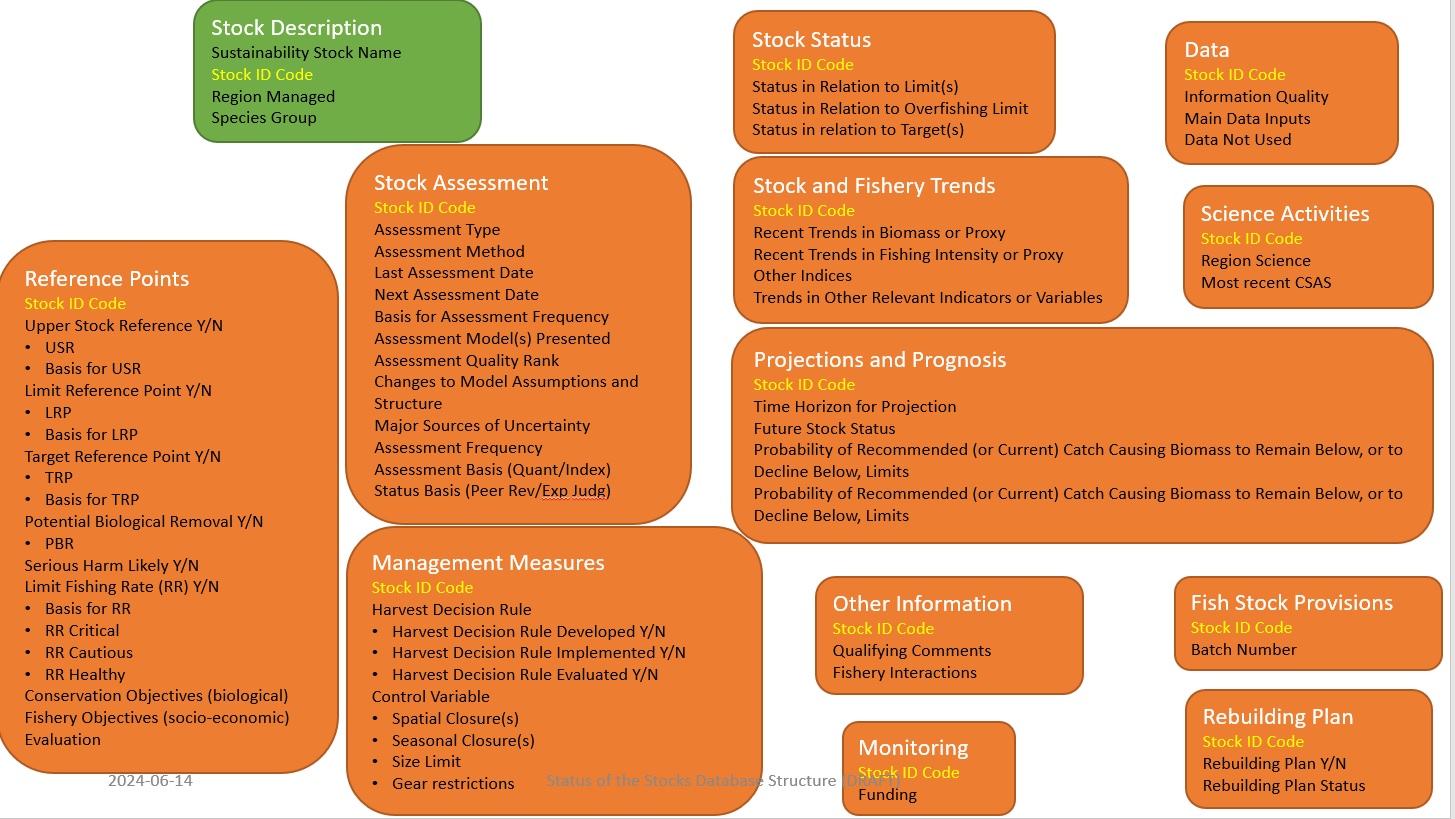 Stock Description
Sustainability Stock Name
Stock ID Code
Region Managed
Species Group
Stock Status
Stock ID Code
Status in Relation to Limit(s)
Status in Relation to Overfishing Limit
Status in relation to Target(s)
Data
Stock ID Code
Information Quality
Main Data Inputs
Data Not Used
Stock Assessment
Stock ID Code
Assessment Type
Assessment Method
Last Assessment Date
Next Assessment Date
Basis for Assessment Frequency
Assessment Model(s) Presented
Assessment Quality Rank
Changes to Model Assumptions and
Structure
Major Sources of Uncertainty
Assessment Frequency
Assessment Basis (Quant/Index)
Status Basis (Peer Rev/Exp Judg)
Stock and Fishery Trends
Stock ID Code
Recent Trends in Biomass or Proxy
Recent Trends in Fishing Intensity or Proxy
Other Indices
Trends in Other Relevant Indicators or Variables
Science Activities
Stock ID Code
Region Science
Most recent CSAS
Reference Points
Stock ID Code
Upper Stock Reference Y/N
• USR
• Basis for USR
Limit Reference Point Y/N
• LRP
• Basis for LRP
Target Reference Point Y/N
• TRP
• Basis for TRP
Potential Biological Removal Y/N
• PBR
Serious Harm Likely Y/N
Limit Fishing Rate (RR) Y/N
• Basis for RR
• RR Critical
• RR Cautious
• RR Healthy
Conservation Objectives (biological)
Fishery Objectives (socio-economic)
Evaluation
Projections and Prognosis
Stock ID Code
Time Horizon for Projection
Future Stock Status
Probability of Recommended (or Current) Catch Causing Biomass to Remain Below, or to
Decline Below, Limits
Probability of Recommended (or Current) Catch Causing Biomass to Remain Below, or to
Decline Below, Limits
Management Measures
Stock ID Code
Harvest Decision Rule
• Harvest Decision Rule Developed Y/N
• Harvest Decision Rule Implemented Y/N
• Harvest Decision Rule Evaluated Y/N
Control Variable
• Spatial Closure(s)
• Seasonal Closure(s)
• Size Limit
• Gear restrictions
Other Information
Stock ID Code
Qualifying Comments
Fishery Interactions
Fish Stock Provisions
Stock ID Code
Batch Number
Monitoring
Stock ID Code
Funding
Rebuilding Plan
Stock ID Code
Rebuilding Plan Y/N
Rebuilding Plan Status
2024-06-14
Status of the Stocks Database Structure (DRAFT)